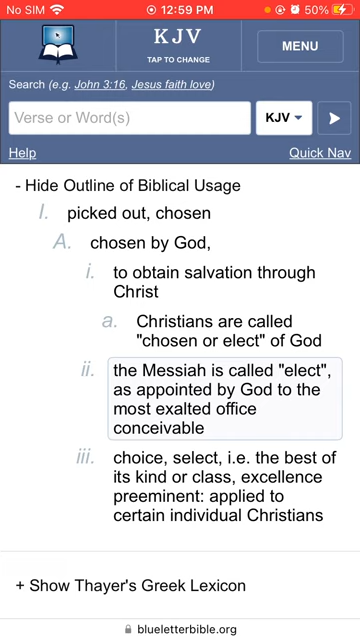 No SIM 12:59 PM 50%
KJV
TAP TO CHANGE
MENU
Search (e.g. John 3:16, Jesus faith love)
Verse or Word(s)
KJV
Help Quick Nav
- Hide Outline of Biblical Usage
I. picked out, chosen
A. chosen by God,
i. to obtain salvation through
Christ
a. Christians are called
"chosen or elect" of God
ii. the Messiah is called "elect",
as appointed by God to the
most exalted office
conceivable
iii. choice, select, i.e. the best of
its kind or class, excellence
preeminent: applied to
certain individual Christians
+ Show Thayer's Greek Lexicon
blueletterbible.org